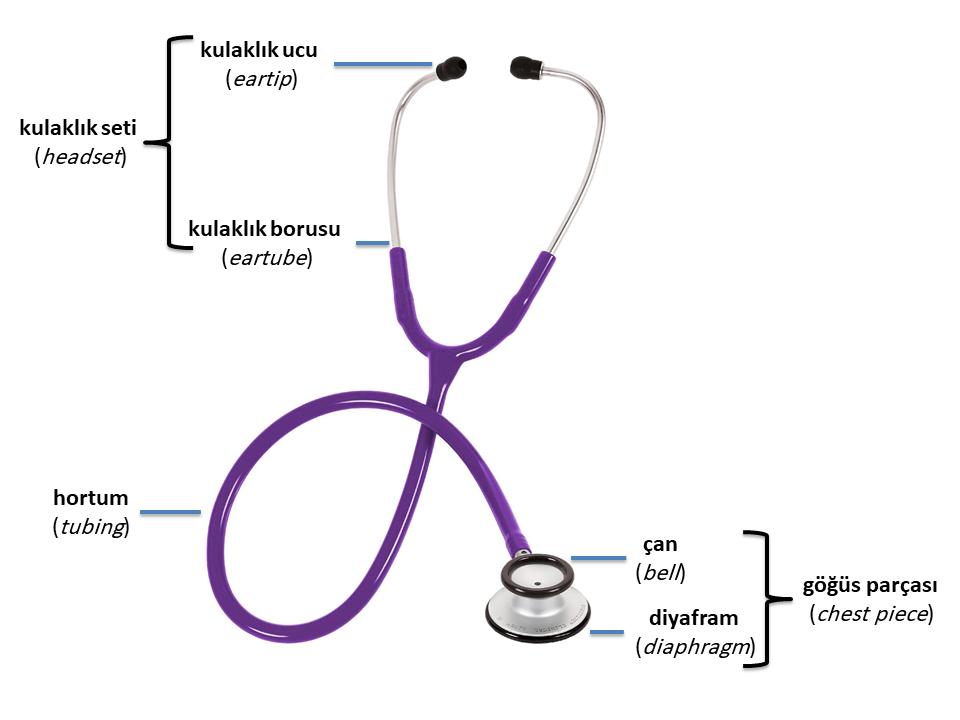 kulaklık ucu
(eartip)
kulaklık seti
(headset)
kulaklık borusu
(eartube)
hortum
(tubing)
çan
(bell)
göğüs parçası
(chest piece)
diyafram
(diaphragm)